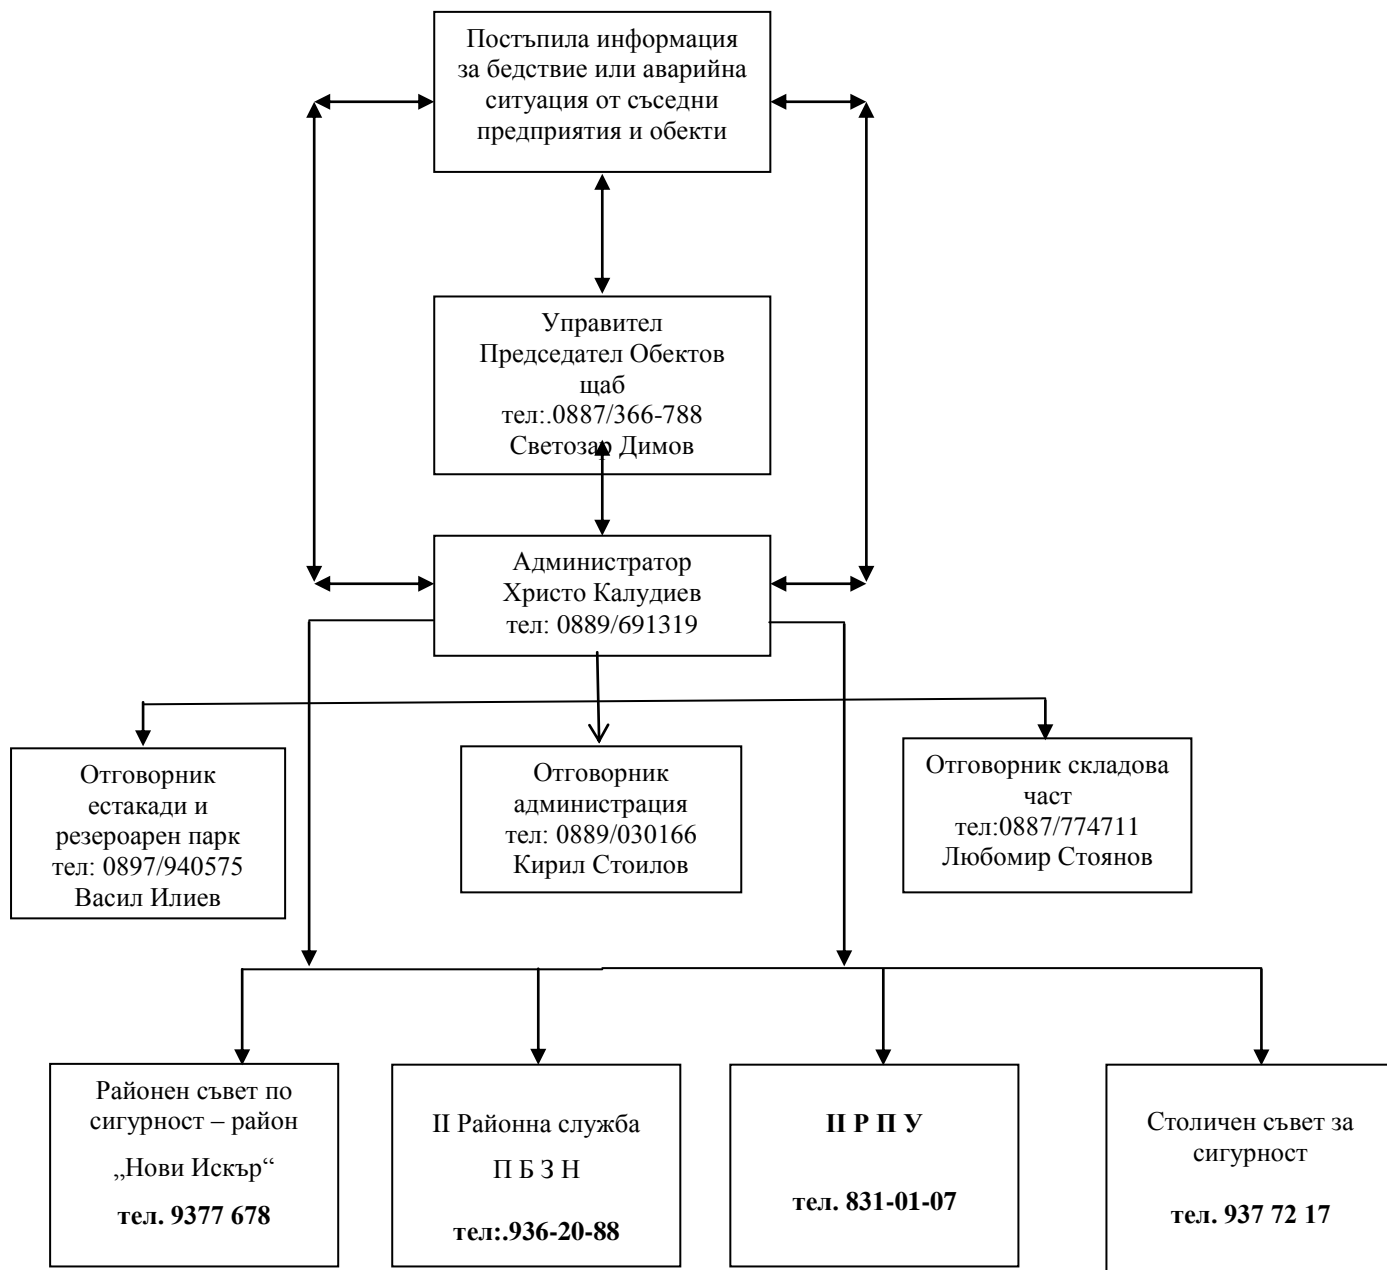 Постъпила информация
за бедствие или аварийна
ситуация от съседни
предприятия и обекти
Управител
Председател Обектов
щаб
тел:.0887/366-788
Светозар Димов
Администратор
Христо Калудиев
тел: 0889/691319
Отговорник
естакади и
резероарен парк
тел: 0897/940575
Васил Илиев
Отговорник
администрация
тел: 0889/030166
Кирил Стоилов
Отговорник складова
част
тел:0887/774711
Любомир Стоянов
Районен съвет по
сигурност – район
„Нови Искър“
тел. 9377 678
II Районна служба
П Б З Н
тел:.936-20-88
II Р П У
тел. 831-01-07
Столичен съвет за
сигурност
тел. 937 72 17